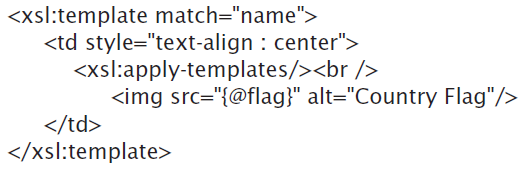 <xsl:template match="name">
<td style="text-align : center">
<xsl:apply-templates/><br />
<img src="{@flag}" alt="Country Flag"/>
</td>
</xsl:template>